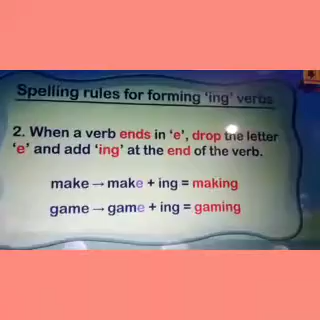 Spelling rules for forming 'ing' verbs
2. When a verb ends in 'e', drop the letter
'e' and add 'ing' at the end of the verb.
make → make + ing = making
game → game + ing = gaming